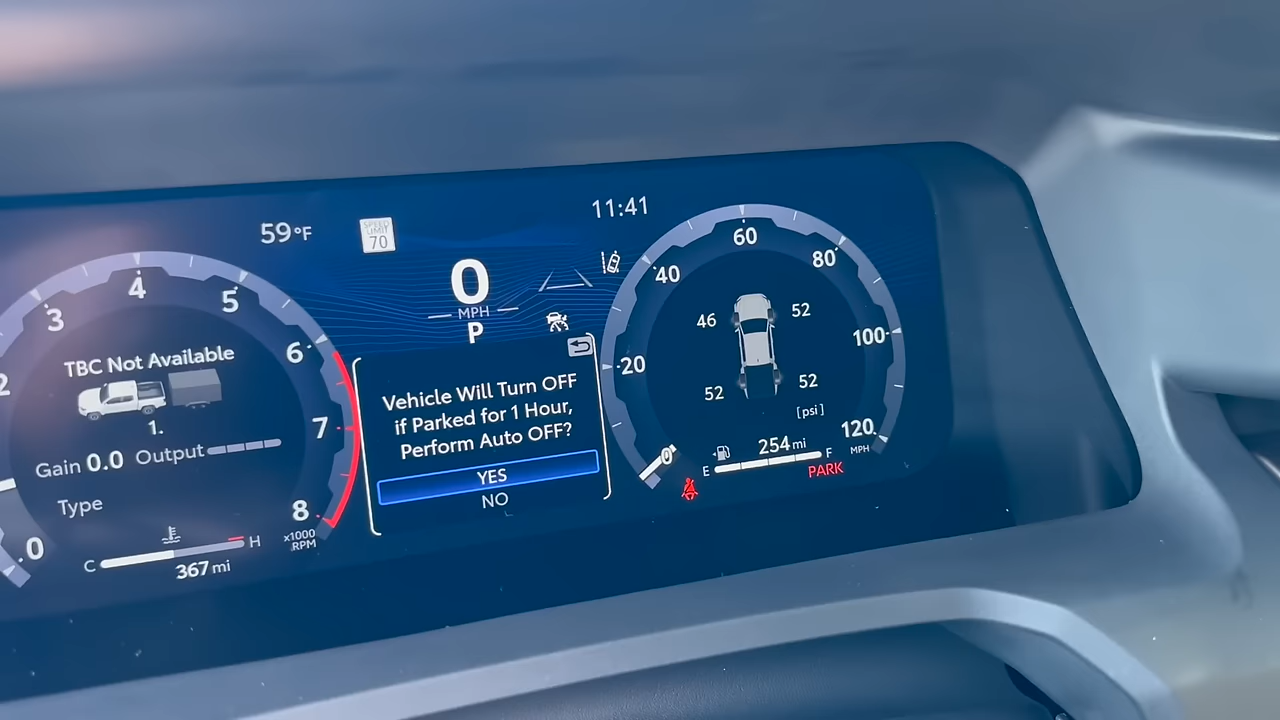 59°F
SPEED
LIMIT
70
11:41
0
MPH
P
2
3
4
5
6
7
8
.0
x1000
RPM
TBC Not Available
1.
Gain 0.0 Output
Type
C
H
367 mi
Vehicle Will Turn OFF
if Parked for 1 Hour,
Perform Auto OFF?
YES
NO
0
20
40
60
80
100
120
MPH
46
52
52
52
[psi]
254 mi
E
F
PARK